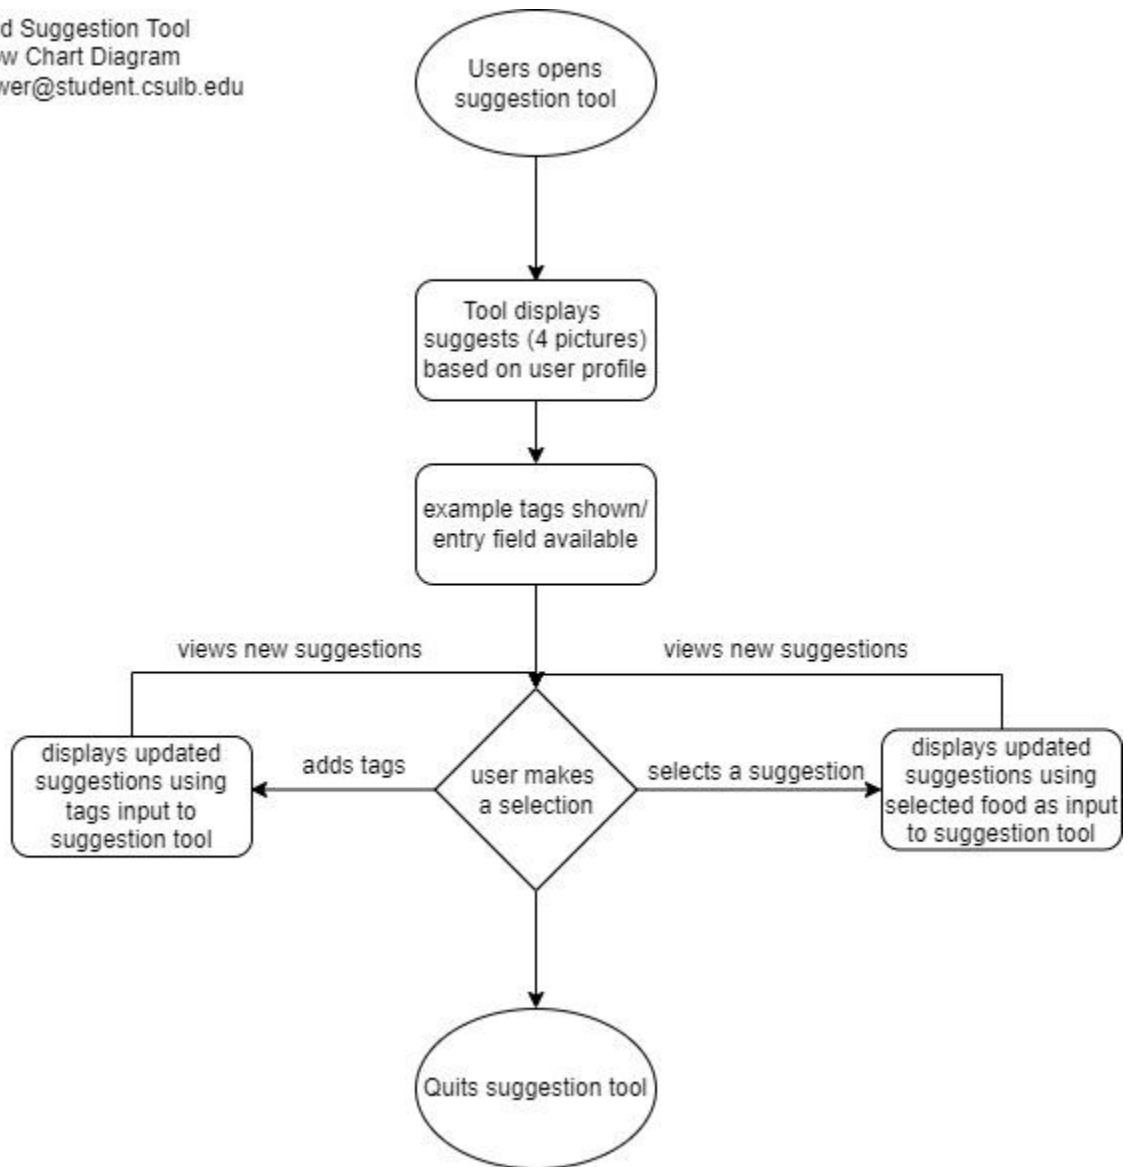 d Suggestion Tool
w Chart Diagram
wer@student.csulb.edu
Users opens
suggestion tool
Tool displays
suggests (4 pictures)
based on user profile
example tags shown/
entry field available
views new suggestions
views new suggestions
displays updated
suggestions using
tags input to
suggestion tool
adds tags
user makes
a selection
selects a suggestion
displays updated
suggestions using
selected food as input
to suggestion tool
Quits suggestion tool